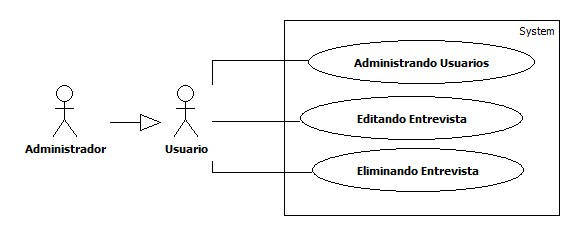 System
Administrando Usuarios
Editando Entrevista
Administrador
Usuario
Eliminando Entrevista